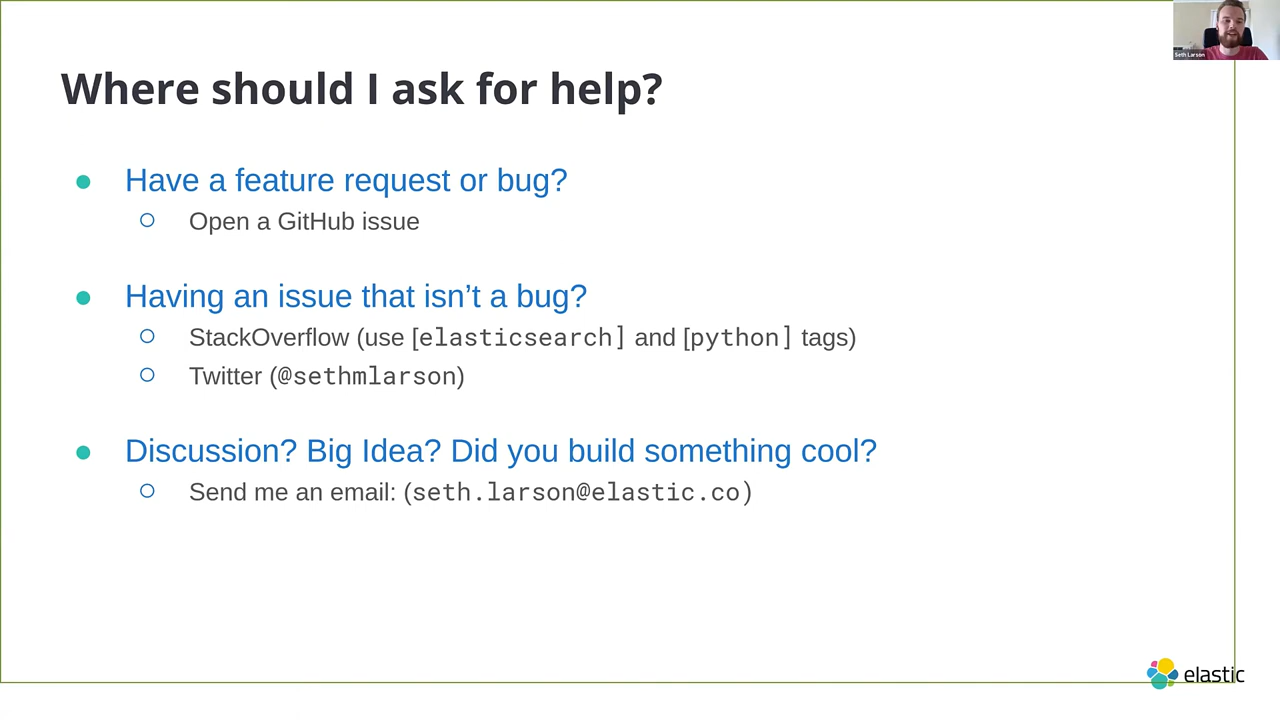 Seth Larson
Where should I ask for help?
Have a feature request or bug?
Open a GitHub issue
Having an issue that isn’t a bug?
StackOverflow (use [elasticsearch] and [python] tags)
Twitter (@sethmlarson)
Discussion? Big Idea? Did you build something cool?
Send me an email: (seth.larson@elastic.co)
elastic